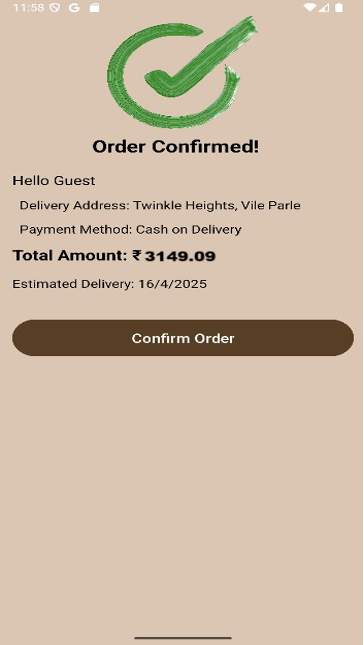 11:58
Order Confirmed!
Hello Guest
Delivery Address: Twinkle Heights, Vile Parle
Payment Method: Cash on Delivery
Total Amount: ₹ 3149.09
Estimated Delivery: 16/4/2025
Confirm Order